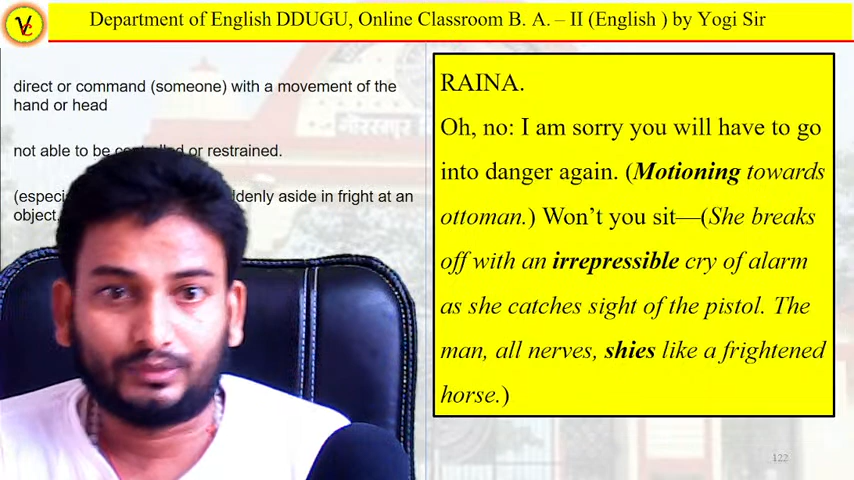 Department of English DDUGU, Online Classroom B. A. – II (English ) by Yogi Sir
direct or command (someone) with a movement of the
hand or head
not able to be or restrained.
in fright at an
object
RAINA.
Oh, no: I am sorry you will have to go
into danger again. (Motioning towards
ottoman.) Won't you sit—(She breaks
off with an irrepressible cry of alarm
as she catches sight of the pistol. The
man, all nerves, shies like a frightened
horse.)
122